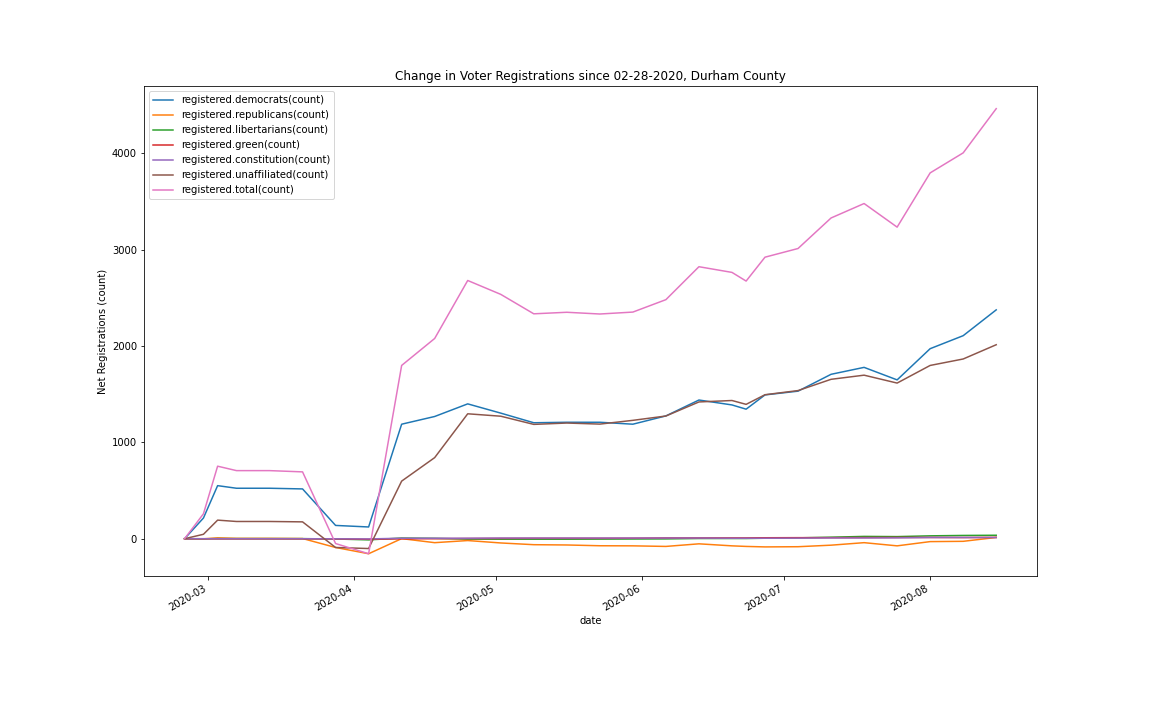 Change in Voter Registrations since 02-28-2020, Durham County
registered.democrats(count)
registered.republicans(count)
registered.libertarians(count)
registered.green(count)
registered.constitution(count)
registered.unaffiliated(count)
registered.total(count)
Net Registrations (count)
4000
3000
2000
1000
0
2020-03
2020-04
2020-05
2020-06
2020-07
2020-08
date